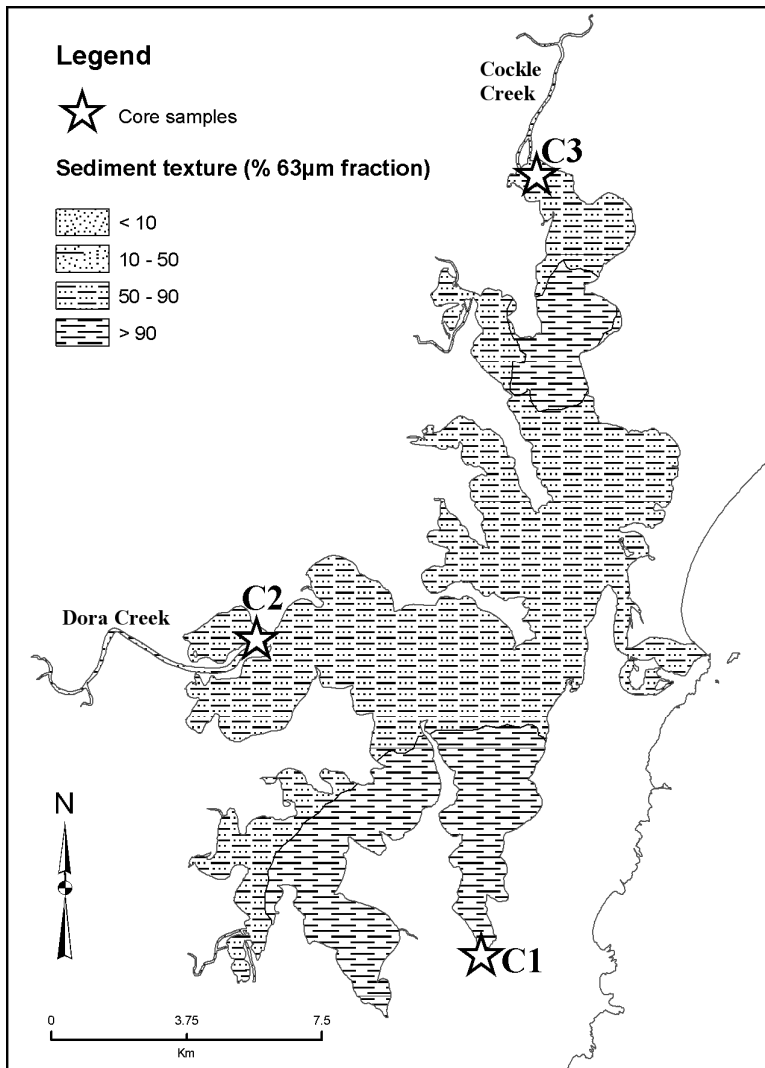 Legend
Core samples
Sediment texture (% 63µm fraction)
< 10
10 - 50
50 - 90
> 90
Cockle
Creek
C3
Dora Creek
C2
N
C1
0 3.75 7.5
Km